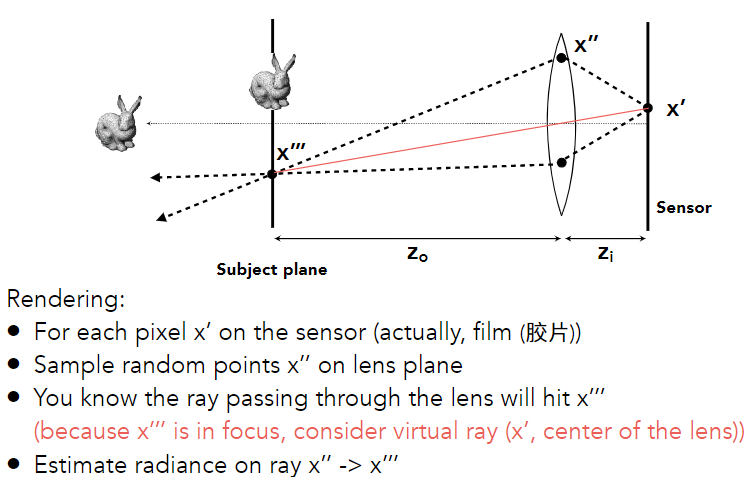 x′′
x′
x′′′
Sensor
zo
zi
Subject plane
Rendering:
• For each pixel x′ on the sensor (actually, film (胶片))
• Sample random points x′′ on lens plane
• You know the ray passing through the lens will hit x′′′
(because x′′′ is in focus, consider virtual ray (x′, center of the lens))
• Estimate radiance on ray x′′ -> x′′′